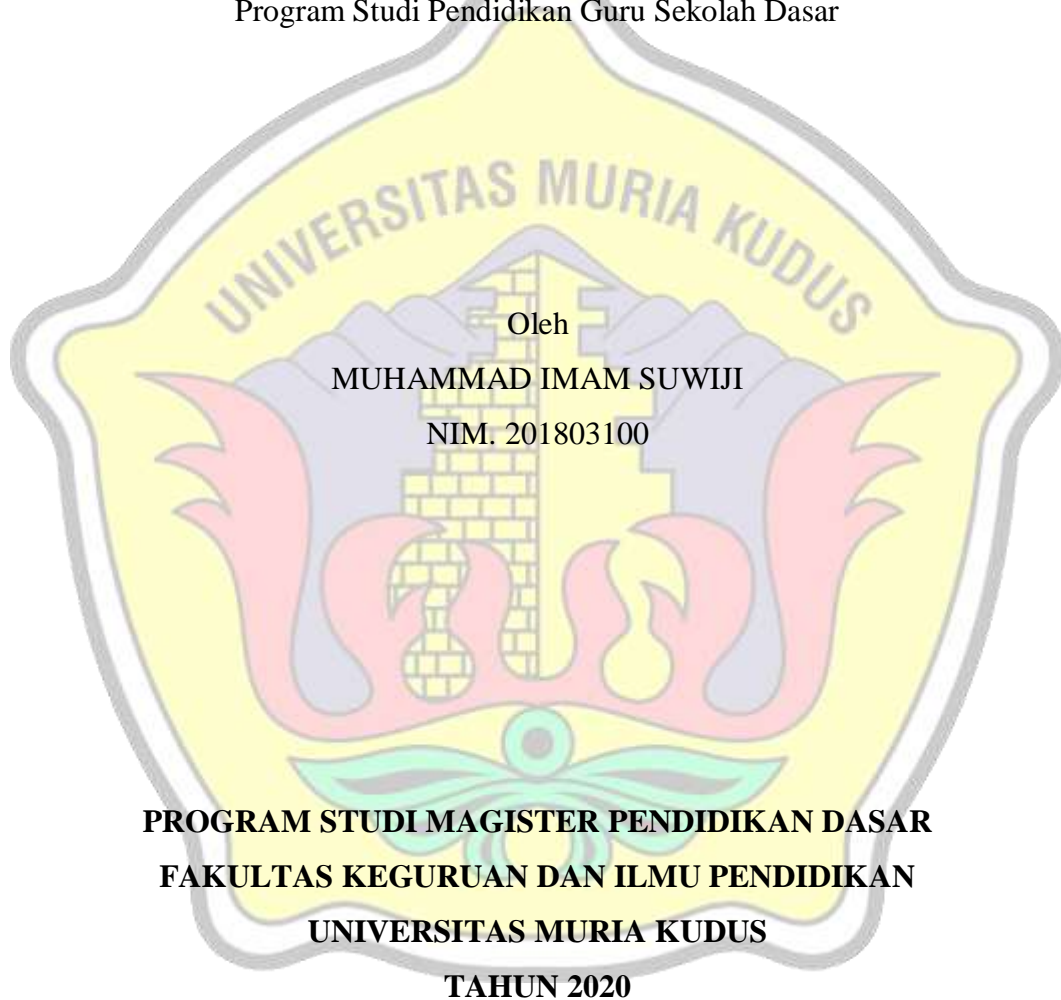 Program Studi Pendidikan Guru Sekolah Dasar
UNIVERSITAS MURIA KUDUS
Oleh
MUHAMMAD IMAM SUWIJI
NIM. 201803100
PROGRAM STUDI MAGISTER PENDIDIKAN DASAR
FAKULTAS KEGURUAN DAN ILMU PENDIDIKAN
UNIVERSITAS MURIA KUDUS
TAHUN 2020